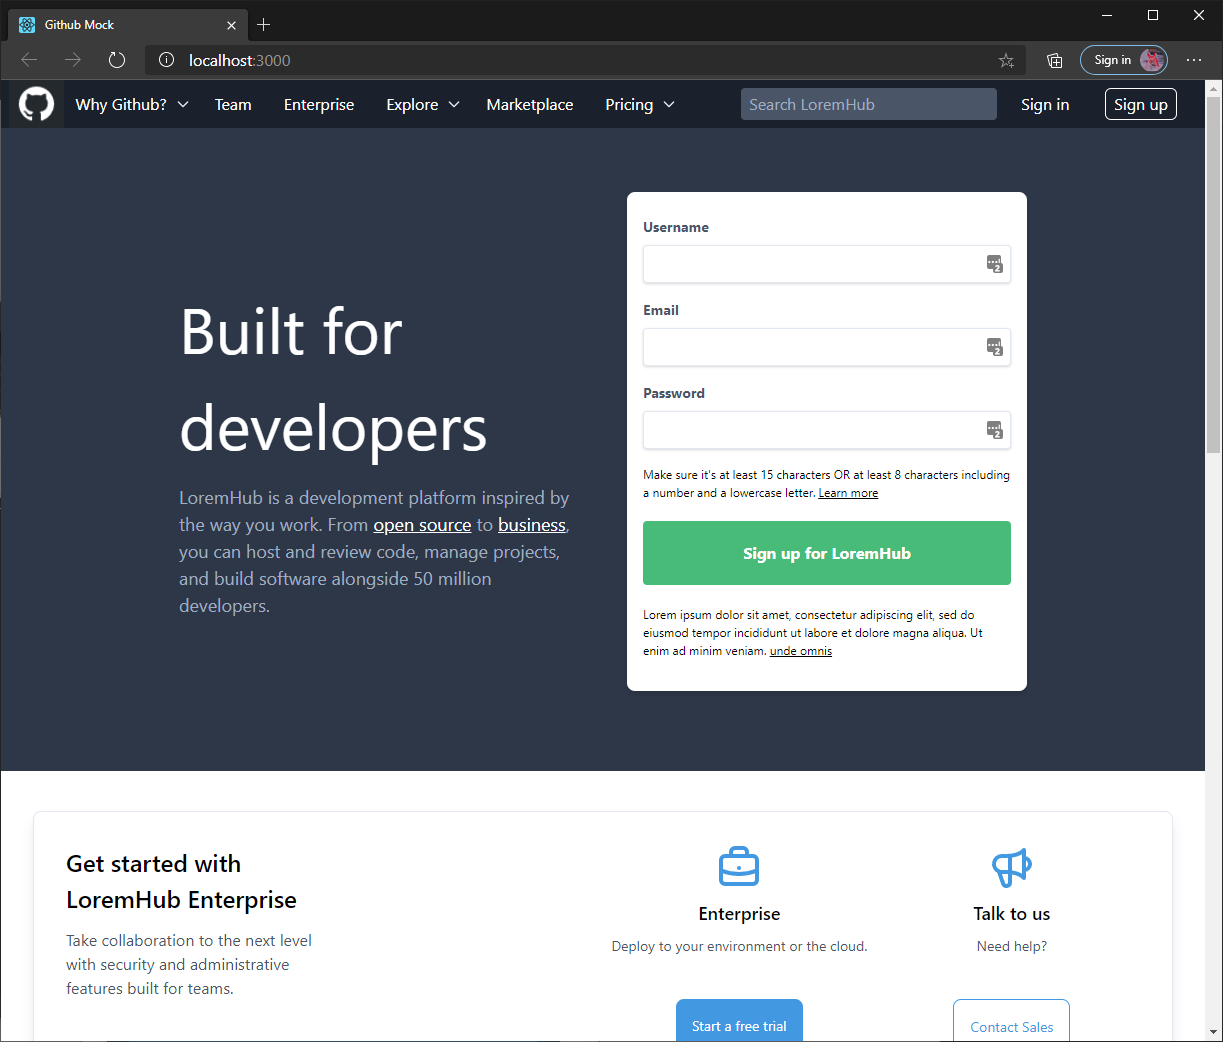 Github Mock
localhost:3000
Sign in
Why Github? Team Enterprise Explore Marketplace Pricing Search LoremHub Sign in Sign up
Built for
developers
LoremHub is a development platform inspired by
the way you work. From open source to business,
you can host and review code, manage projects,
and build software alongside 50 million
developers.
Username
2
Email
2
Password
2
Make sure it's at least 15 characters OR at least 8 characters including
a number and a lowercase letter. Learn more
Sign up for LoremHub
Lorem ipsum dolor sit amet, consectetur adipiscing elit, sed do
eiusmod tempor incididunt ut labore et dolore magna aliqua. Ut
enim ad minim veniam. unde omnis
Get started with
LoremHub Enterprise
Take collaboration to the next level
with security and administrative
features built for teams.
Enterprise
Deploy to your environment or the cloud.
Start a free trial
Talk to us
Need help?
Contact Sales